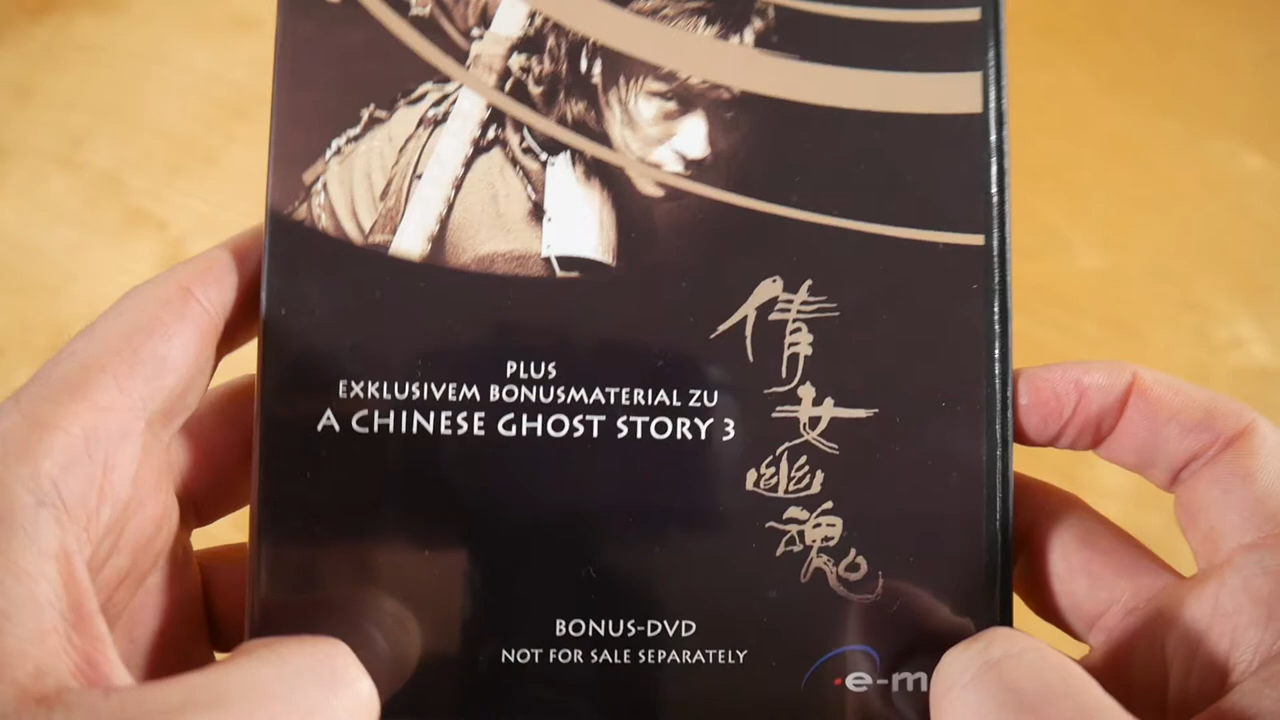 倩女幽魂
PLUS
EXKLUSIVEM BONUSMATERIAL ZU
A CHINESE GHOST STORY 3
BONUS-DVD
NOT FOR SALE SEPARATELY
e-m